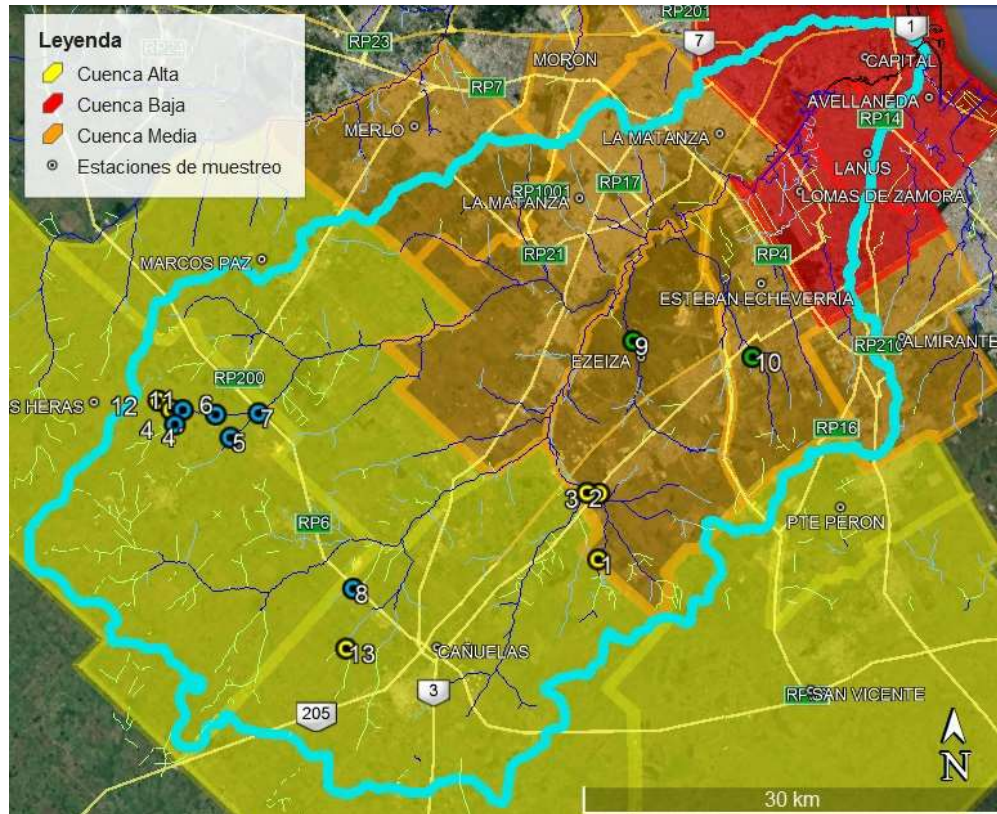 Leyenda
Cuenca Alta
Cuenca Baja
Cuenca Media
Estaciones de muestreo
RP201
RP23
1
7
CAPITAL
MORON
RP7
AVELLANEDA
RP14
MERLO
LA MATANZA
LANUS
RP17
RP1001
LOMAS DE ZAMORA
LA MATANZA
RP21
RP4
MARCOS PAZ
ESTEBAN ECHEVERRIA
RP210
ALMIRANTE
9
EZEIZA
10
RP200
S HERAS
12
11
6
7
4
4
5
RP16
3
2
PTE PERON
RP6
1
8
13
CAÑUELAS
3
SAN VICENTE
205
N
30 km